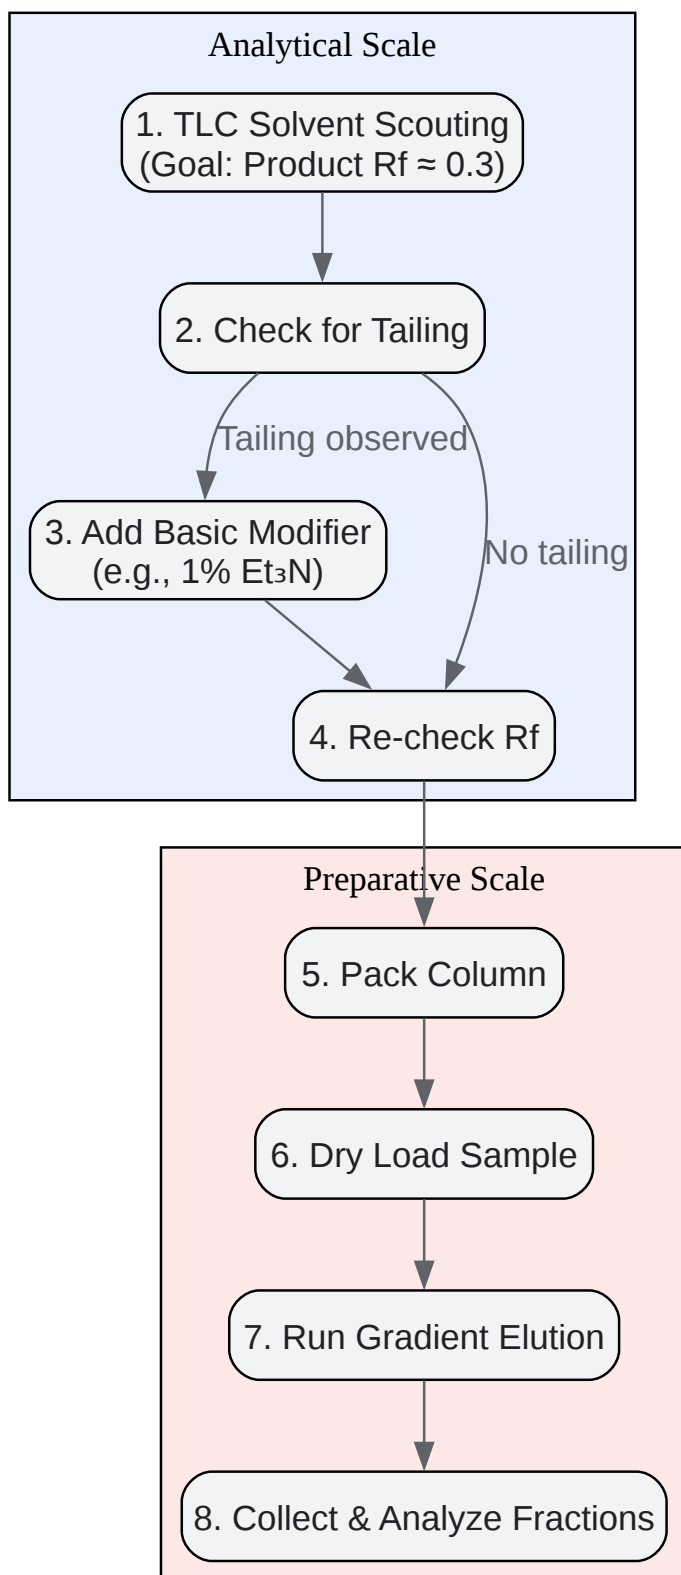 Analytical Scale
1. TLC Solvent Scouting
(Goal: Product Rf ≈ 0.3)
2. Check for Tailing
Tailing observed
3. Add Basic Modifier
(e.g., 1% Et₃N)
No tailing
4. Re-check Rf
Preparative Scale
5. Pack Column
6. Dry Load Sample
7. Run Gradient Elution
8. Collect & Analyze Fractions